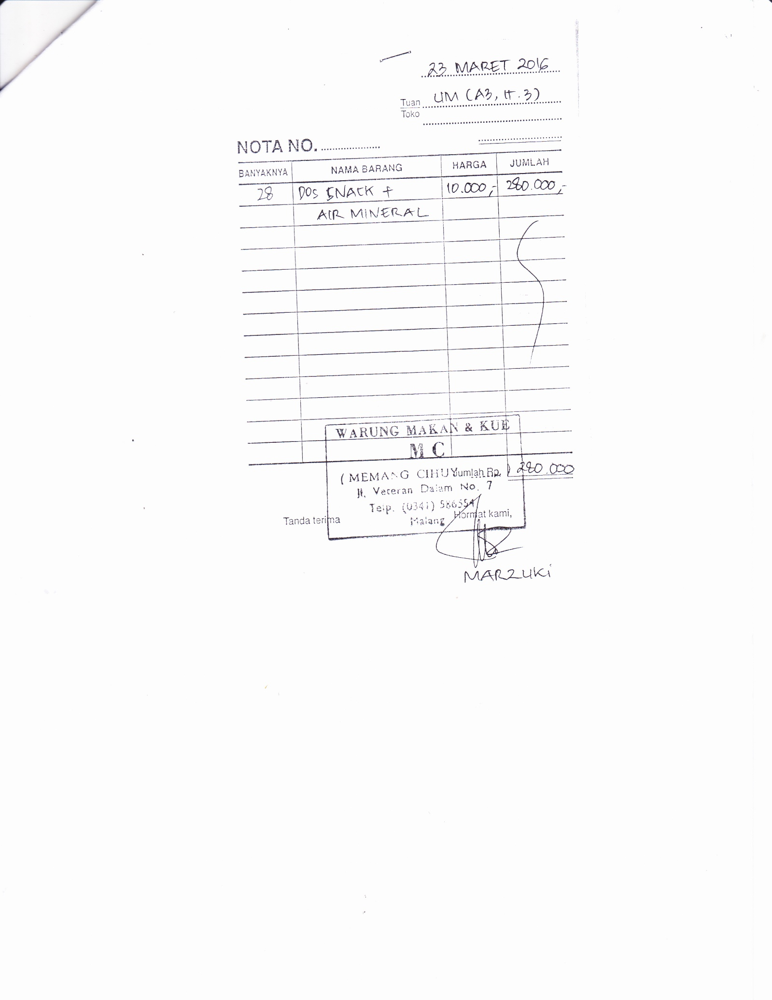 23 MARET 2016
Tuan UM (A3, lt.3)
Toko
NOTA NO.
BANYAKNYA NAMA BARANG HARGA JUMLAH
28 DOS SNACK + 10.000,- 280.000,-
AIR MINERAL
WARUNG MAKAN & KUE
M C
( MEMANG CIHUY )
Jumlah Rp. 280.000
Jl. Veteran Dalam No. 7
Telp. (0341) 586554
Malang
Tanda terima Hormat kami,
MARZUKI